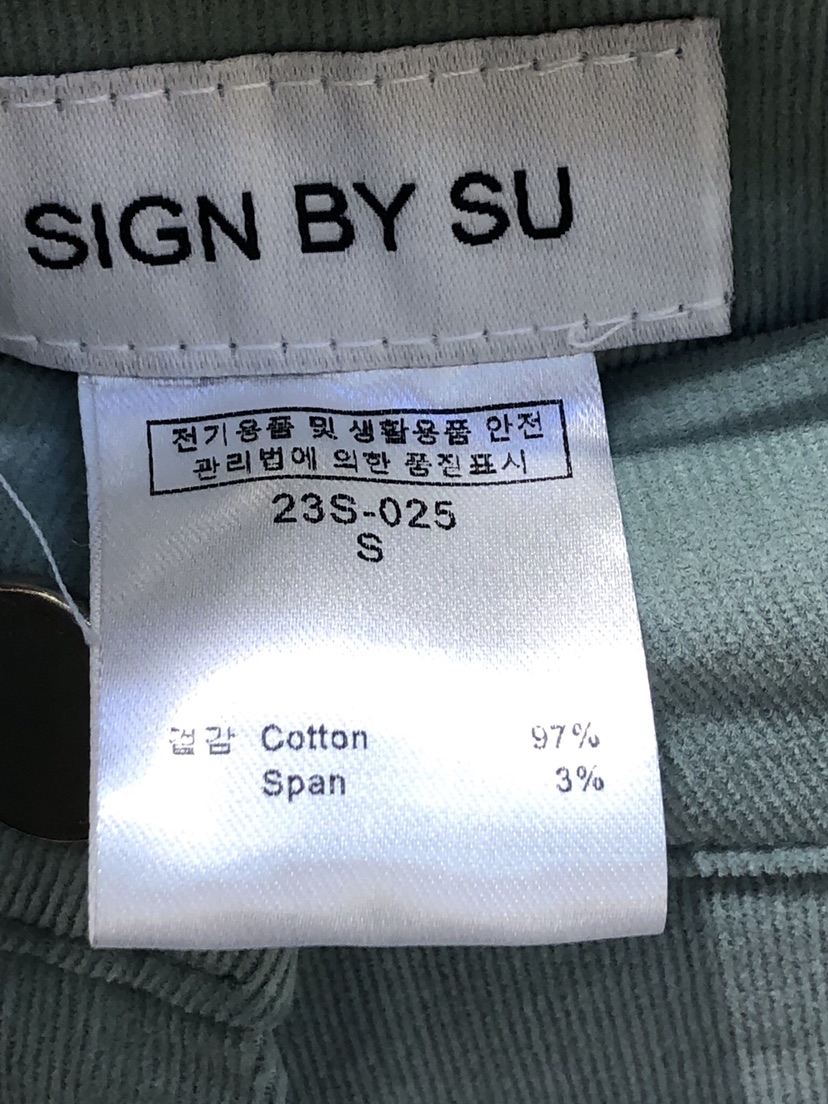 SIGN BY SU
전기용품 및 생활용품 안전
관리법에 의한 품질표시
23S-025
S
겉감 Cotton 97%
Span 3%